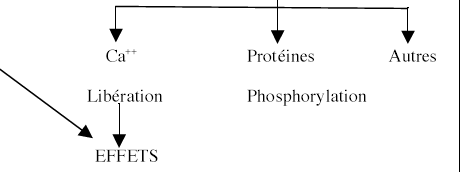 Ca⁺⁺ Protéines Autres
Libération Phosphorylation
EFFETS